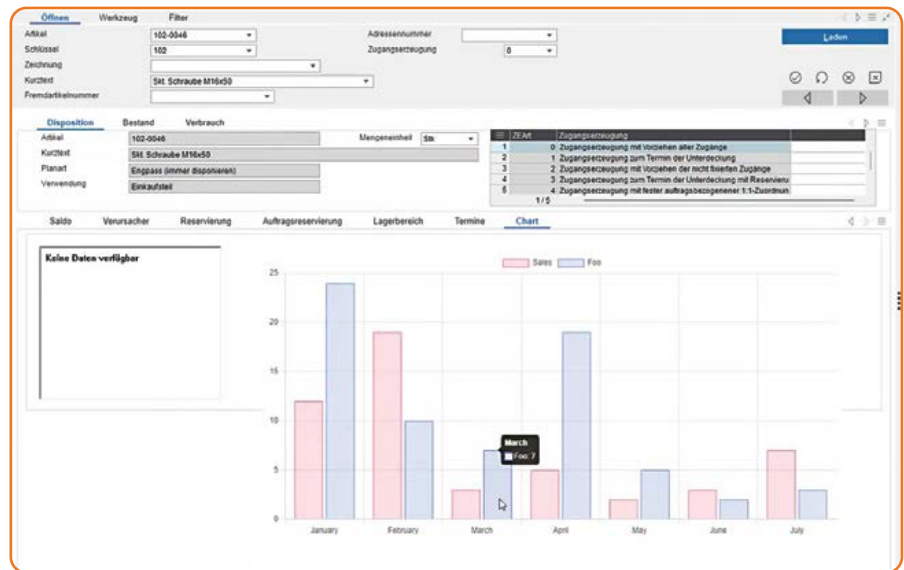 Öffnen Werkzeug Filter
Artikel 102-0046 Adressennummer
Laden
Schlüssel 102 Zugangserzeugung 0
Zeichnung
Kurztext Skt. Schraube M16x50
Fremdartikelnummer
Disposition Bestand Verbrauch
Artikel 102-0046 Mengeneinheit Stk
Kurztext Skt. Schraube M16x50
Planart Engpass (immer disponieren)
Verwendung Einkaufsteil
ZEArt Zugangserzeugung
1 0 Zugangserzeugung mit Vorziehen aller Zugänge
2 1 Zugangserzeugung zum Termin der Unterdeckung
3 2 Zugangserzeugung mit Vorziehen der nicht fixierten Zugänge
4 3 Zugangserzeugung zum Termin der Unterdeckung mit Reservieru
5 4 Zugangserzeugung mit fester auftragsbezogener 1:1-Zuordnun
1/5
Saldo Verursacher Reservierung Auftragsreservierung Lagerbereich Termine Chart
Keine Daten verfügbar
Sales Foo
25
20
15
10
5
0
March
Foo: 7
January February March April May June July